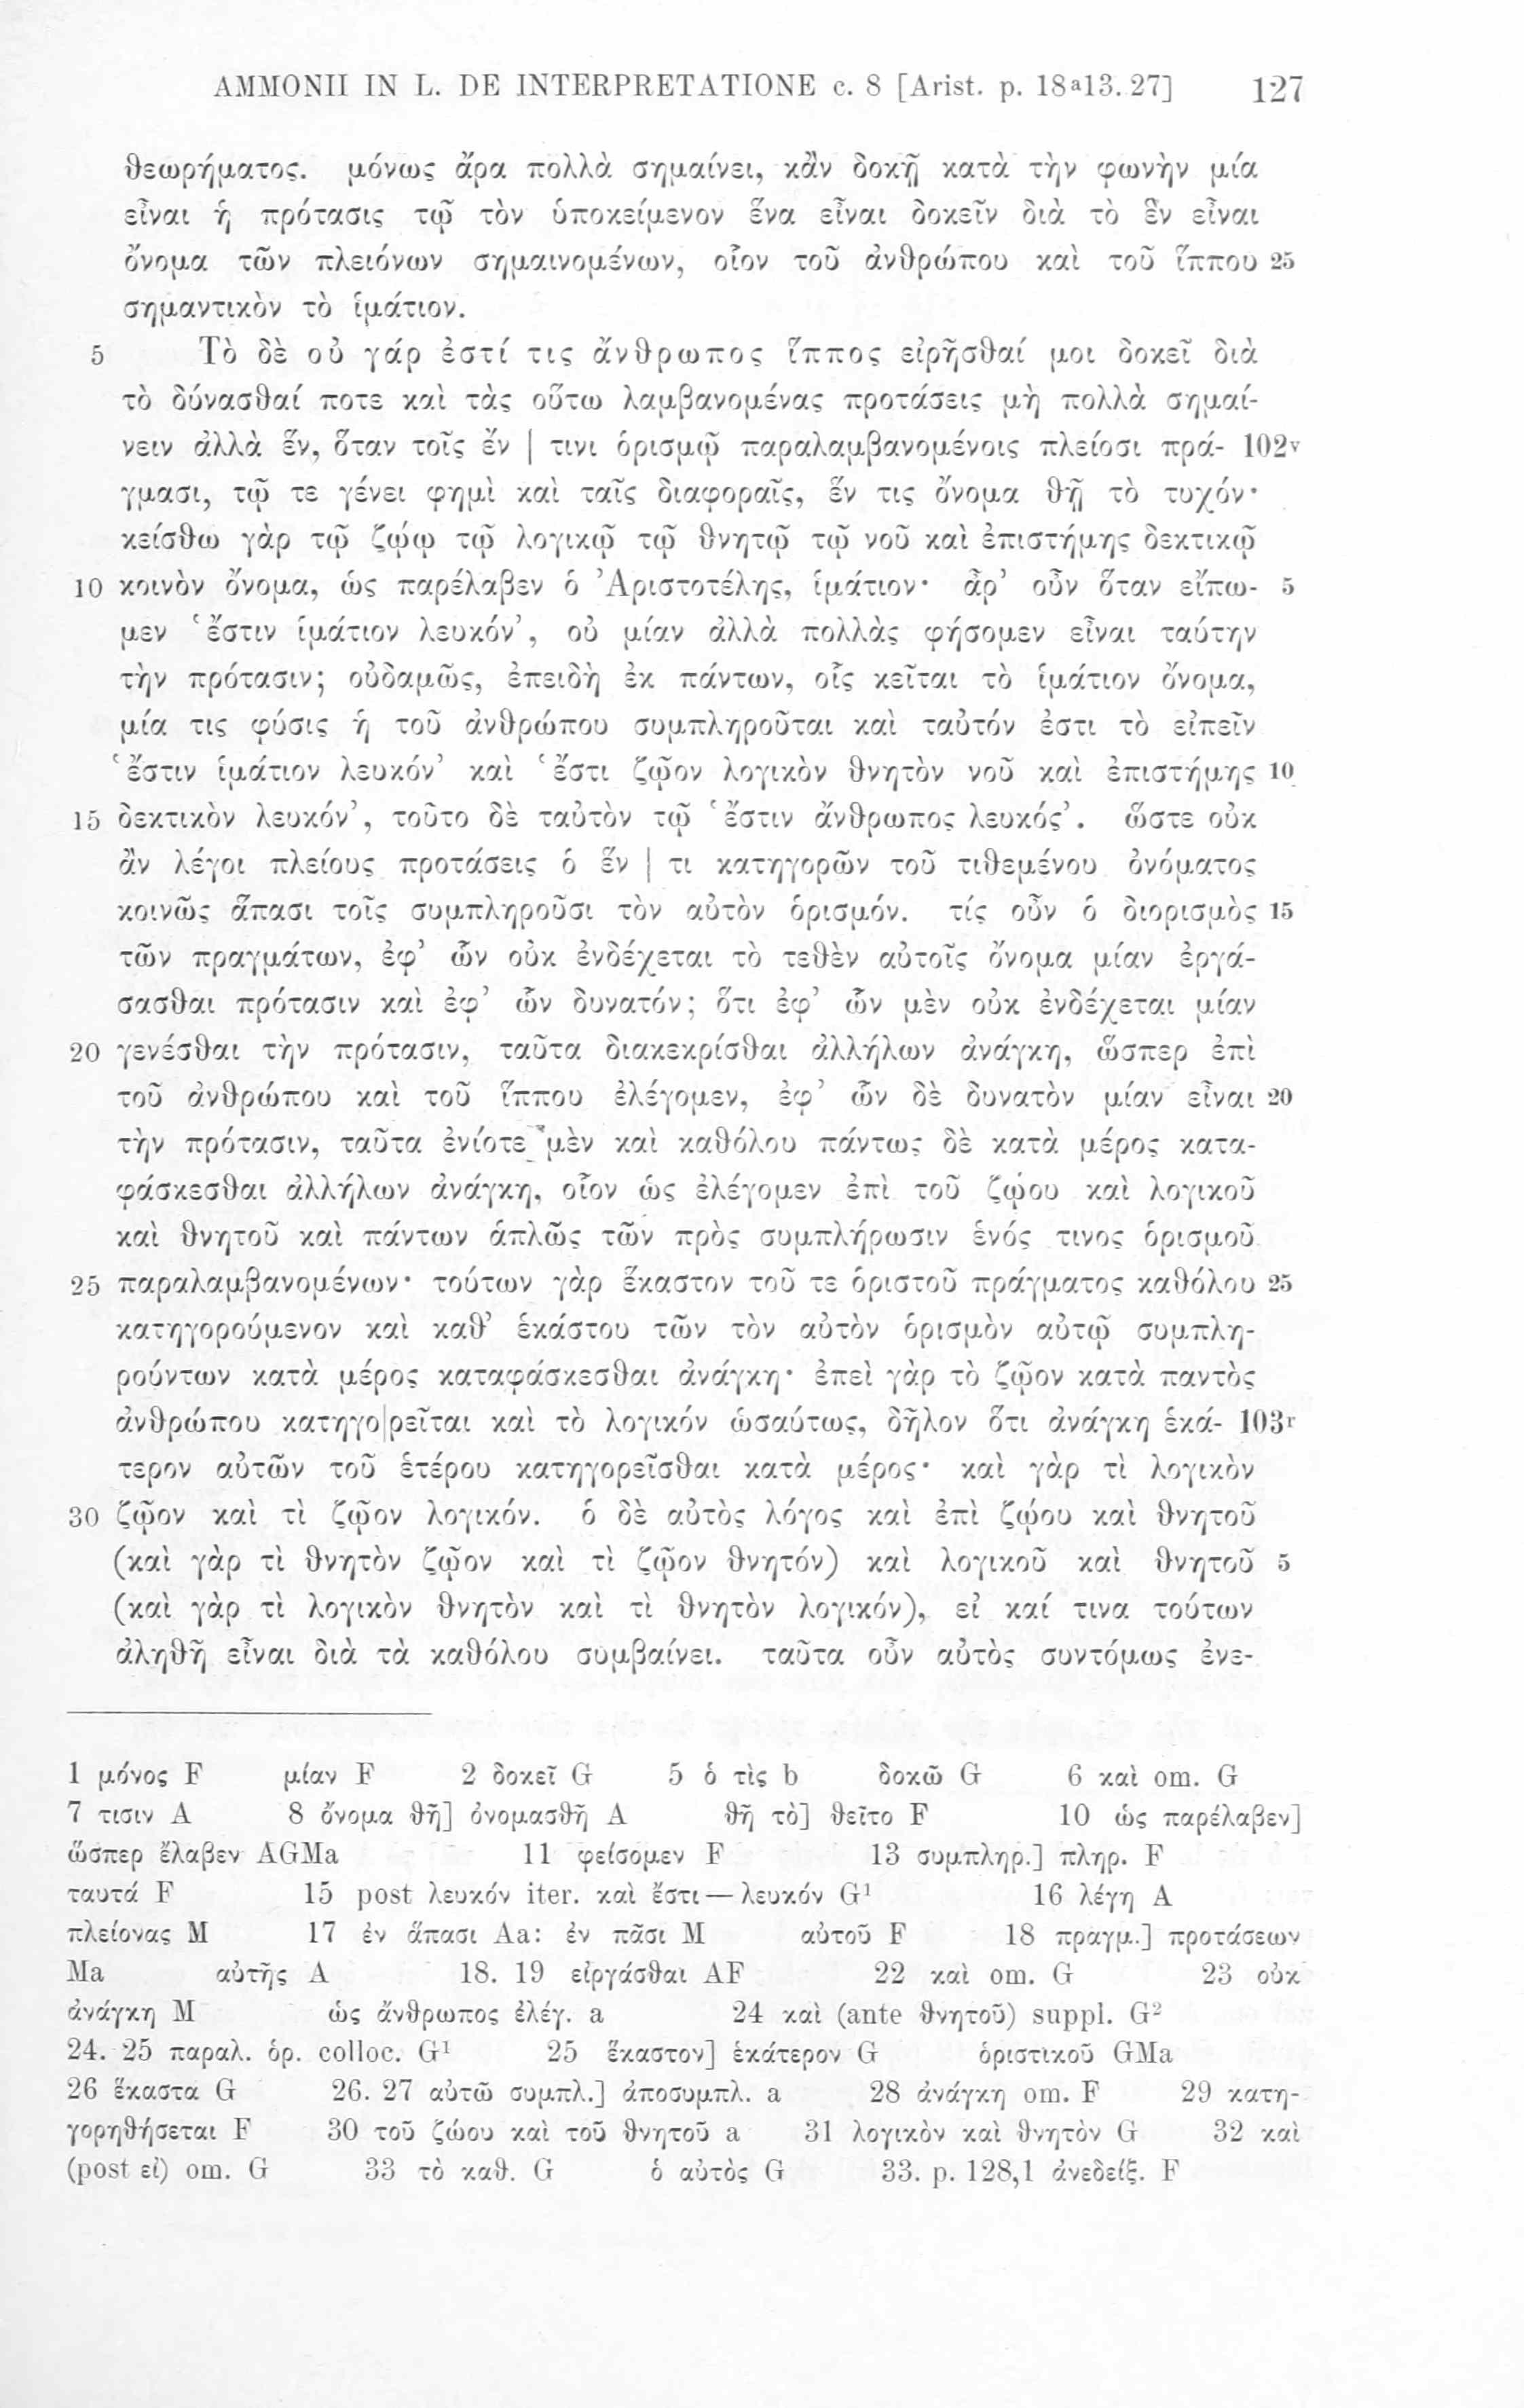 AMMONII IN L. DE INTERPRETATIONE c. 8 [Arist. p. 18ª13. 27] 127
θεωρήματος. μόνως ἄρα πολλὰ σημαίνει, κἂν δοκῇ κατὰ τὴν φωνὴν μία
εἶναι ἡ πρότασις τῷ τὸν ὑποκείμενον ἕνα εἶναι δοκεῖν διὰ τὸ ἓν εἶναι
ὄνομα τῶν πλειόνων σημαινομένων, οἷον τοῦ ἀνθρώπου καὶ τοῦ ἵππου 25
σημαντικὸν τὸ ἱμάτιον.
5 Τὸ δὲ οὐ γάρ ἐστί τις ἄνθρωπος ἵππος εἰρῆσθαί μοι δοκεῖ διὰ
τὸ δύνασθαί ποτε καὶ τὰς οὕτω λαμβανομένας προτάσεις μὴ πολλὰ σημαί-
νειν ἀλλὰ ἕν, ὅταν τοῖς ἔν | τινι ὁρισμῷ παραλαμβανομένοις πλείοσι πρά- 102v
γμασι, τῷ τε γένει φημὶ καὶ ταῖς διαφοραῖς, ἕν τις ὄνομα θῇ τὸ τυχόν·
κείσθω γὰρ τῷ ζῴῳ τῷ λογικῷ τῷ θνητῷ τῷ νοῦ καὶ ἐπιστήμης δεκτικῷ
10 κοινὸν ὄνομα, ὡς παρέλαβεν ὁ Ἀριστοτέλης, ἱμάτιον· ἆρ’ οὖν ὅταν εἴπω- 5
μεν ‘ἔστιν ἱμάτιον λευκόν’, οὐ μίαν ἀλλὰ πολλὰς φήσομεν εἶναι ταύτην
τὴν πρότασιν; οὐδαμῶς, ἐπειδὴ ἐκ πάντων, οἷς κεῖται τὸ ἱμάτιον ὄνομα,
μία τις φύσις ἡ τοῦ ἀνθρώπου συμπληροῦται καὶ ταὐτόν ἐστι τὸ εἰπεῖν
‘ἔστιν ἱμάτιον λευκόν’ καὶ ‘ἔστι ζῷον λογικὸν θνητὸν νοῦ καὶ ἐπιστήμης 10
15 δεκτικὸν λευκόν’, τοῦτο δὲ ταὐτὸν τῷ ‘ἔστιν ἄνθρωπος λευκός’. ὥστε οὐκ
ἂν λέγοι πλείους προτάσεις ὁ ἕν | τι κατηγορῶν τοῦ τιθεμένου ὀνόματος
κοινῶς ἅπασι τοῖς συμπληροῦσι τὸν αὐτὸν ὁρισμόν. τίς οὖν ὁ διορισμὸς 15
τῶν πραγμάτων, ἐφ’ ὧν οὐκ ἐνδέχεται τὸ τεθὲν αὐτοῖς ὄνομα μίαν ἐργά-
σασθαι πρότασιν καὶ ἐφ’ ὧν δυνατόν; ὅτι ἐφ’ ὧν μὲν οὐκ ἐνδέχεται μίαν
20 γενέσθαι τὴν πρότασιν, ταῦτα διακεκρίσθαι ἀλλήλων ἀνάγκη, ὥσπερ ἐπὶ
τοῦ ἀνθρώπου καὶ τοῦ ἵππου ἐλέγομεν, ἐφ’ ὧν δὲ δυνατὸν μίαν εἶναι 20
τὴν πρότασιν, ταῦτα ἐνίοτε μὲν καὶ καθόλου πάντως δὲ κατὰ μέρος κατα-
φάσκεσθαι ἀλλήλων ἀνάγκη, οἷον ὡς ἐλέγομεν ἐπὶ τοῦ ζῴου καὶ λογικοῦ
καὶ θνητοῦ καὶ πάντων ἁπλῶς τῶν πρὸς συμπλήρωσιν ἑνός τινος ὁρισμοῦ
25 παραλαμβανομένων· τούτων γὰρ ἕκαστον τοῦ τε ὁριστοῦ πράγματος καθόλου 25
κατηγορούμενον καὶ καθ’ ἑκάστου τῶν τὸν αὐτὸν ὁρισμὸν αὐτῷ συμπλη-
ρούντων κατὰ μέρος καταφάσκεσθαι ἀνάγκη· ἐπεὶ γὰρ τὸ ζῷον κατὰ παντὸς
ἀνθρώπου κατηγο|ρεῖται καὶ τὸ λογικόν ὡσαύτως, δῆλον ὅτι ἀνάγκη ἑκά- 103r
τερον αὐτῶν τοῦ ἑτέρου κατηγορεῖσθαι κατὰ μέρος· καὶ γὰρ τὶ λογικὸν
30 ζῷον καὶ τὶ ζῷον λογικόν. ὁ δὲ αὐτὸς λόγος καὶ ἐπὶ ζῴου καὶ θνητοῦ
(καὶ γὰρ τὶ θνητὸν ζῷον καὶ τὶ ζῷον θνητόν) καὶ λογικοῦ καὶ θνητοῦ 5
(καὶ γὰρ τὶ λογικὸν θνητὸν καὶ τὶ θνητὸν λογικόν), εἰ καί τινα τούτων
ἀληθῆ εἶναι διὰ τὰ καθόλου συμβαίνει. ταῦτα οὖν αὐτὸς συντόμως ἐνε-
1 μόνος F μίαν F 2 δοκεῖ G 5 ὁ τὶς b δοκῶ G 6 καὶ om. G
7 τισιν A 8 ὄνομα θῇ] ὀνομασθῇ A θῇ τὸ] θεῖτο F 10 ὡς παρέλαβεν]
ὥσπερ ἔλαβεν AGMa 11 φείσομεν F 13 συμπληρ.] πληρ. F
ταυτά F 15 post λευκόν iter. καὶ ἔστι — λευκόν G¹ 16 λέγη A
πλείονας M 17 ἐν ἅπασι Aa: ἐν πᾶσι M αὐτοῦ F 18 πραγμ.] προτάσεων
Ma αὐτῆς A 18. 19 εἰργάσθαι AF 22 καὶ om. G 23 οὐκ
ἀνάγκη M ὡς ἄνθρωπος ἐλέγ. a 24 καὶ (ante θνητοῦ) suppl. G²
24. 25 παραλ. ὁρ. colloc. G¹ 25 ἕκαστον] ἑκάτερον G ὁριστικοῦ GMa
26 ἕκαστα G 26. 27 αὐτῶ συμπλ.] ἀποσυμπλ. a 28 ἀνάγκη om. F 29 κατη-
γορηθήσεται F 30 τοῦ ζώου καὶ τοῦ θνητοῦ a 31 λογικὸν καὶ θνητὸν G 32 καὶ
(post εἰ) om. G 33 τὸ καθ. G ὁ αὐτὸς G 33. p. 128,1 ἀνεδείξ. F